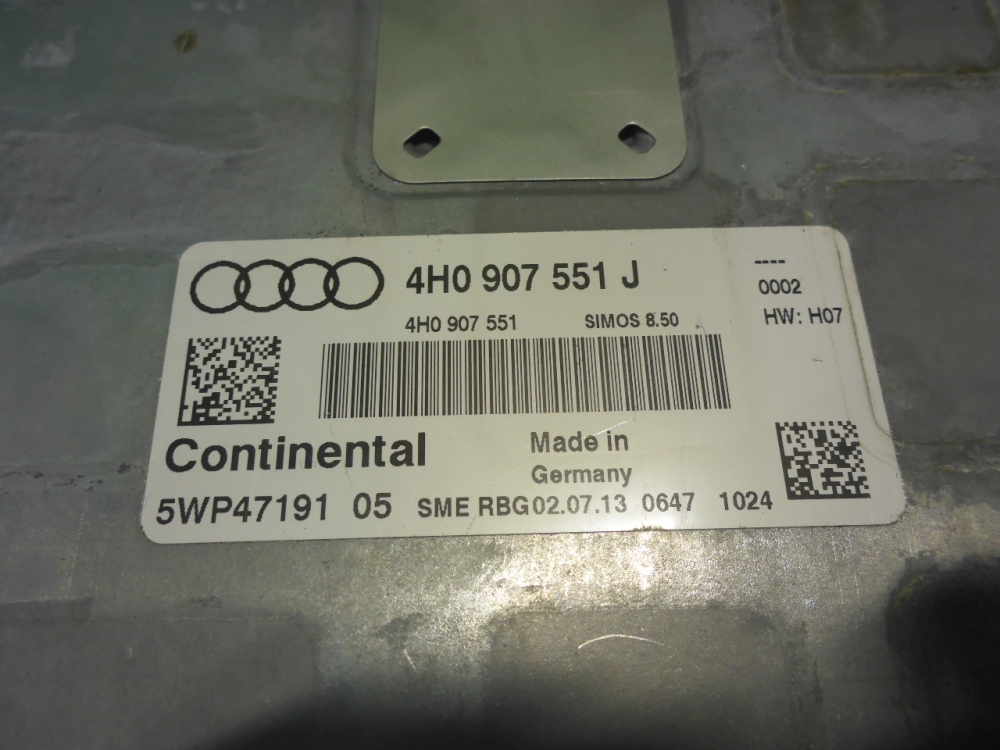 4H0 907 551 J
----
0002
4H0 907 551 SIMOS 8.50
HW: H07
Continental
Made in
Germany
5WP47191 05 SME RBG02.07.13 0647 1024